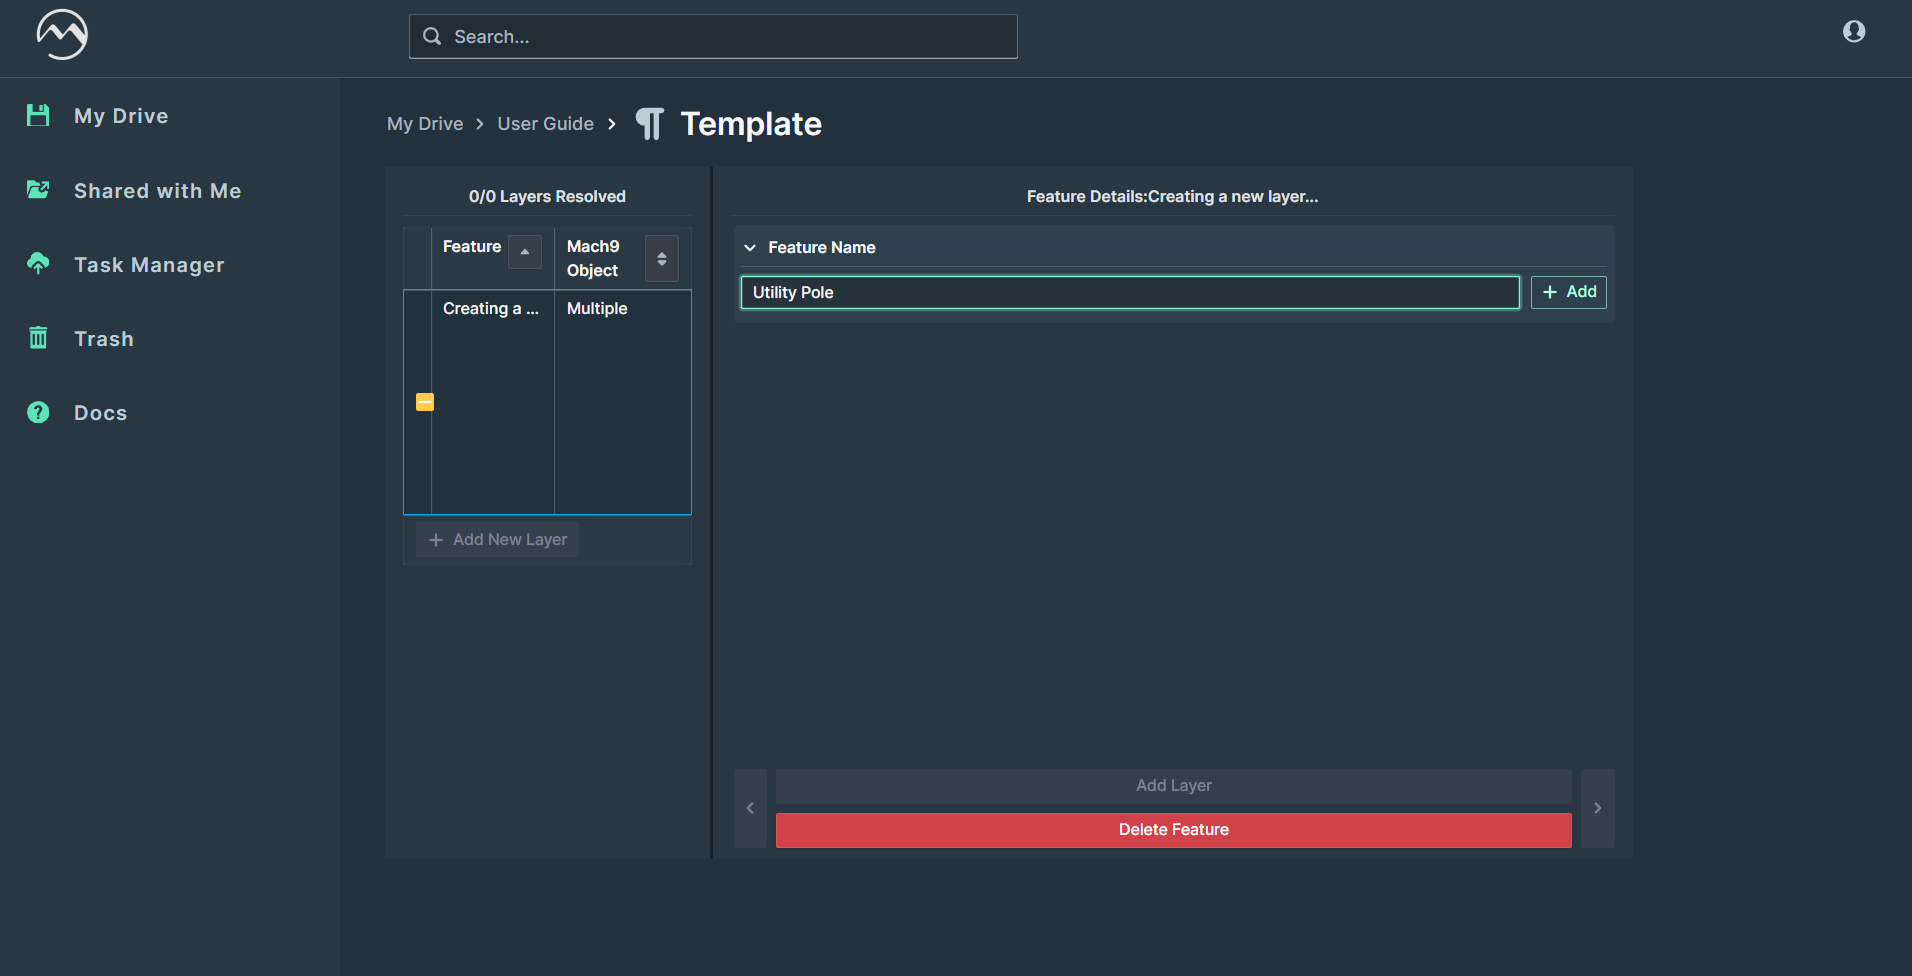 Search...
My Drive
Shared with Me
Task Manager
Trash
Docs
My Drive > User Guide > ¶ Template
0/0 Layers Resolved
Feature
Mach9
Object
Creating a ...
Multiple
+ Add New Layer
Feature Details:Creating a new layer...
Feature Name
Utility Pole
+ Add
Add Layer
Delete Feature